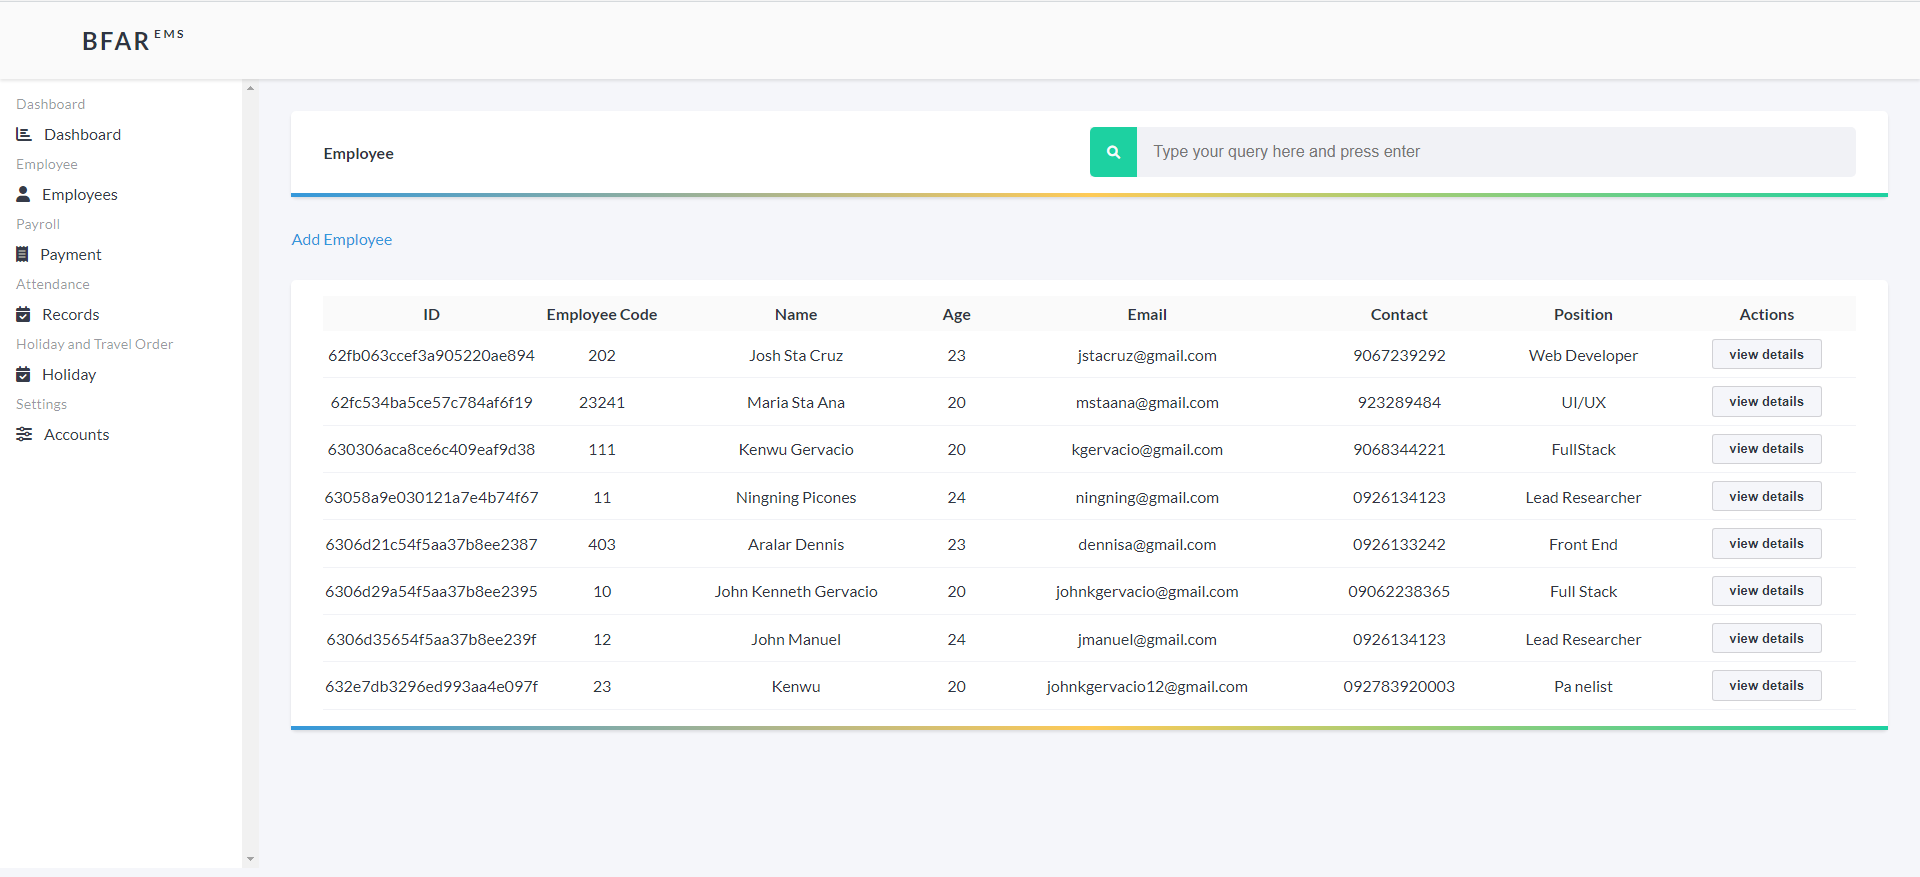 BFAR EMS
Dashboard
Dashboard
Employee
Employees
Payroll
Payment
Attendance
Records
Holiday and Travel Order
Holiday
Settings
Accounts
Employee
Type your query here and press enter
Add Employee
ID Employee Code Name Age Email Contact Position Actions
62fb063ccef3a905220ae894 202 Josh Sta Cruz 23 jstacruz@gmail.com 9067239292 Web Developer view details
62fc534ba5ce57c784af6f19 23241 Maria Sta Ana 20 mstaana@gmail.com 923289484 UI/UX view details
630306aca8ce6c409eaf9d38 111 Kenwu Gervacio 20 kgervacio@gmail.com 9068344221 FullStack view details
63058a9e030121a7e4b74f67 11 Ningning Picones 24 ningning@gmail.com 0926134123 Lead Researcher view details
6306d21c54f5aa37b8ee2387 403 Aralar Dennis 23 dennisa@gmail.com 0926133242 Front End view details
6306d29a54f5aa37b8ee2395 10 John Kenneth Gervacio 20 johnkgervacio@gmail.com 09062238365 Full Stack view details
6306d35654f5aa37b8ee239f 12 John Manuel 24 jmanuel@gmail.com 0926134123 Lead Researcher view details
632e7db3296ed993aa4e097f 23 Kenwu 20 johnkgervacio12@gmail.com 092783920003 Pa nelist view details